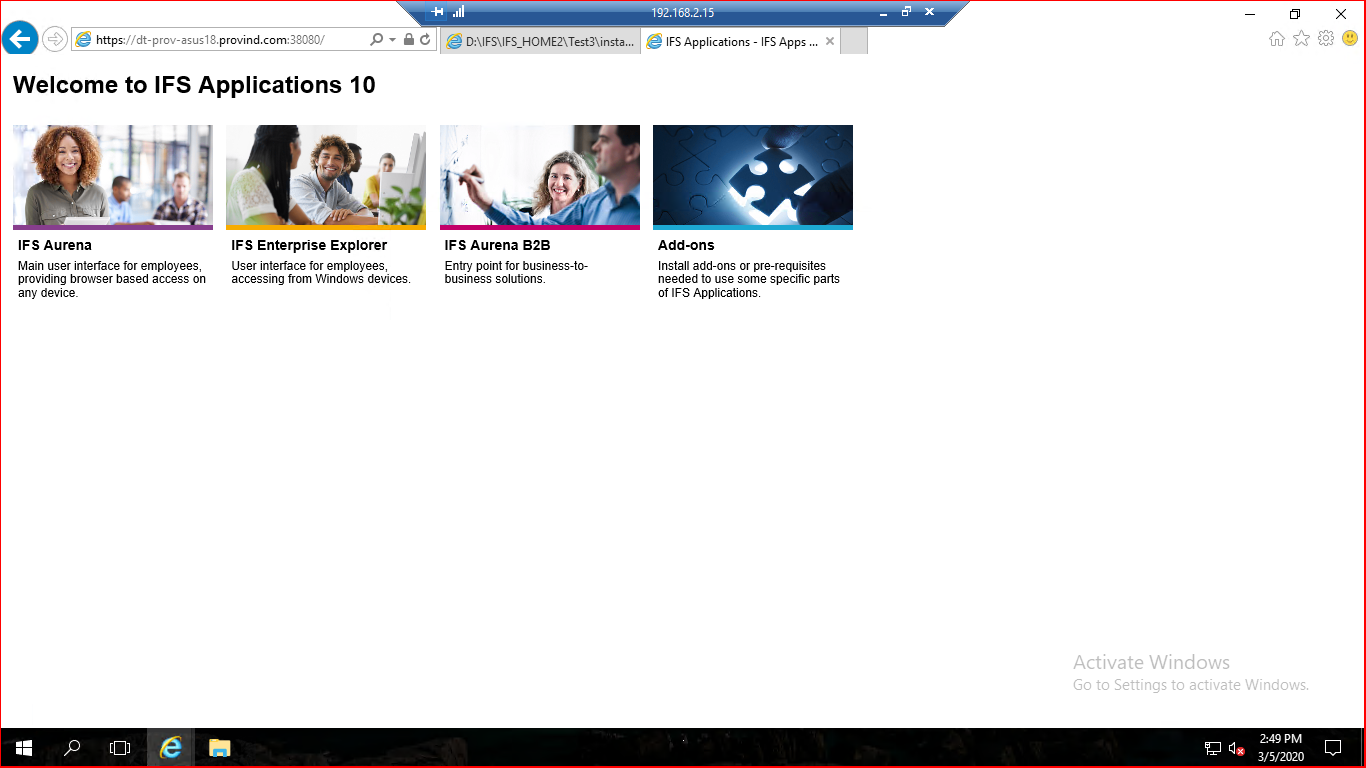 192.168.2.15
https://dt-prov-asus18.provind.com:38080/
D:\IFS\IFS_HOME2\Test3\insta...
IFS Applications - IFS Apps ...
Welcome to IFS Applications 10
IFS Aurena
Main user interface for employees,
providing browser based access on
any device.
IFS Enterprise Explorer
User interface for employees,
accessing from Windows devices.
IFS Aurena B2B
Entry point for business-to-
business solutions.
Add-ons
Install add-ons or pre-requisites
needed to use some specific parts
of IFS Applications.
Activate Windows
Go to Settings to activate Windows.
2:49 PM
3/5/2020